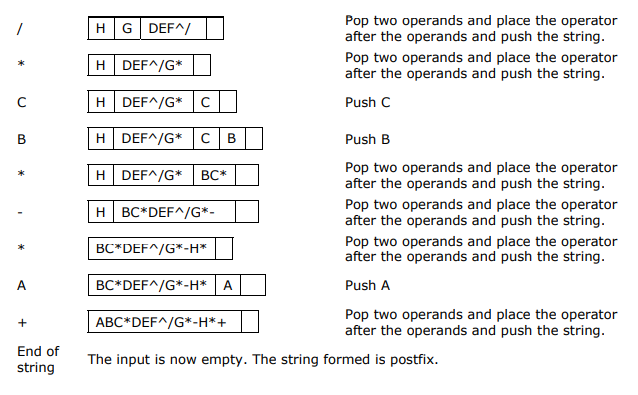 / H G DEF^/ Pop two operands and place the operator
after the operands and push the string.
* H DEF^/G* Pop two operands and place the operator
after the operands and push the string.
C H DEF^/G* C Push C
B H DEF^/G* C B Push B
* H DEF^/G* BC* Pop two operands and place the operator
after the operands and push the string.
- H BC*DEF^/G*- Pop two operands and place the operator
after the operands and push the string.
* BC*DEF^/G*-H* Pop two operands and place the operator
after the operands and push the string.
A BC*DEF^/G*-H* A Push A
+ ABC*DEF^/G*-H*+ Pop two operands and place the operator
after the operands and push the string.
End of
string The input is now empty. The string formed is postfix.